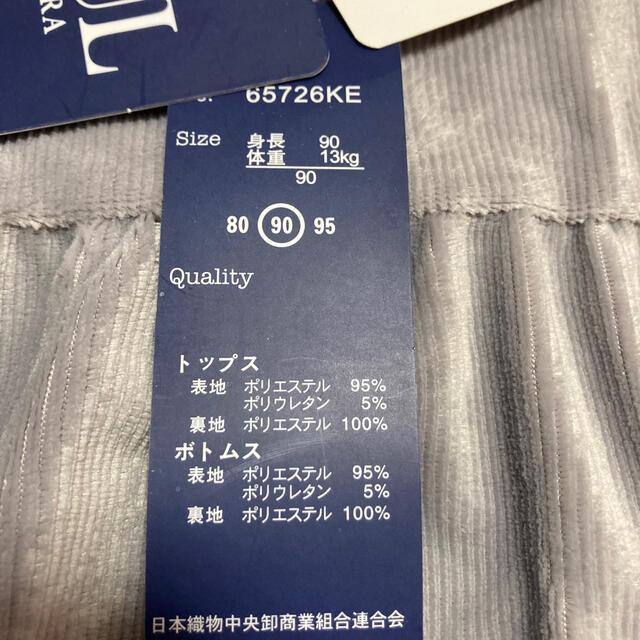 JL
RA
65726KE
Size 身長 90
体重 13kg
90
80 90 95
Quality
トップス
表地 ポリエステル 95%
ポリウレタン 5%
裏地 ポリエステル 100%
ボトムス
表地 ポリエステル 95%
ポリウレタン 5%
裏地 ポリエステル 100%
日本織物中央卸商業組合連合会